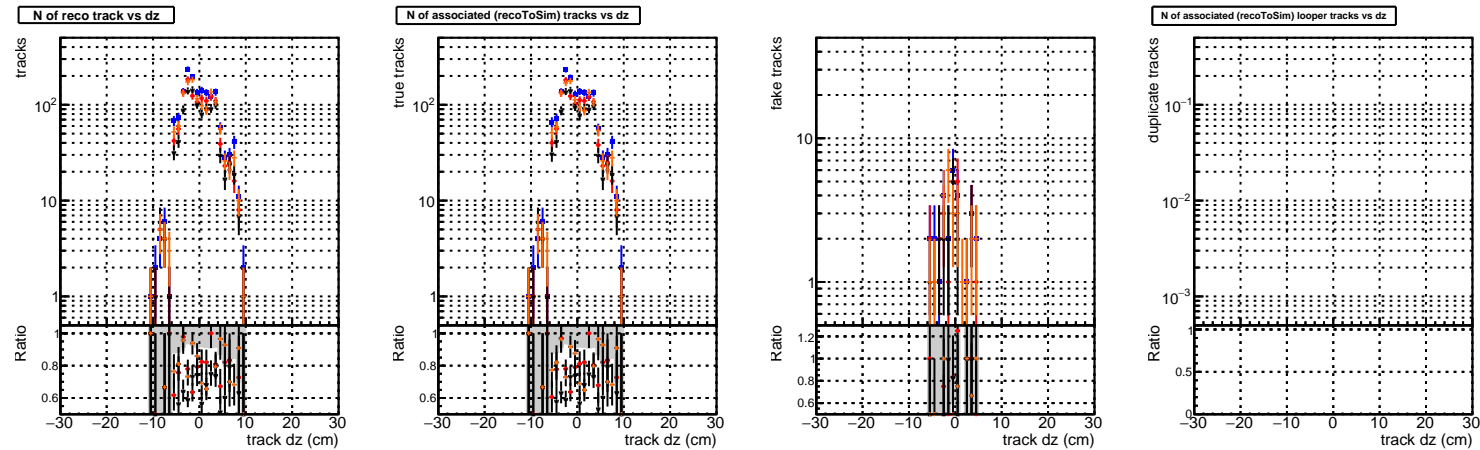 N of reco track vs dz
tracks
10²
10
1
Ratio
1
0.8
0.6
−30 −20 −10 0 10 20 30
track dz (cm)
N of associated (recoToSim) tracks vs dz
true tracks
10²
10
1
Ratio
1
0.8
0.6
−30 −20 −10 0 10 20 30
track dz (cm)
fake tracks
10
1
Ratio
1.2
1
0.8
0.6
−30 −20 −10 0 10 20 30
track dz (cm)
N of associated (recoToSim) looper tracks vs dz
duplicate tracks
10⁻¹
10⁻²
10⁻³
Ratio
1
0.5
0
−30 −20 −10 0 10 20 30
track dz (cm)